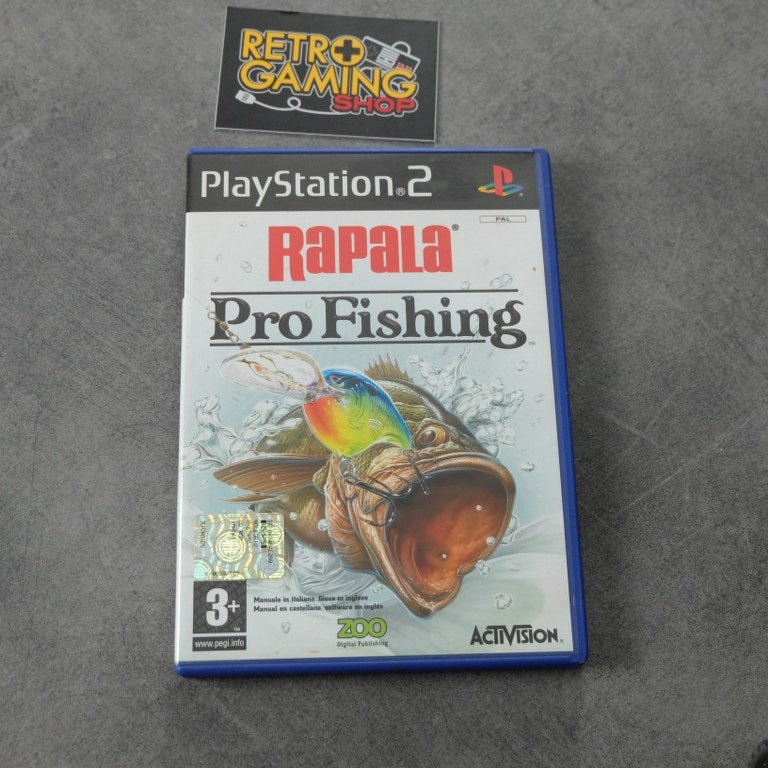 RETRO
GAMING
SHOP
PlayStation®2
PAL
Rapala®
Pro Fishing™
3+
www.pegi.info
Manuale in italiano. Gioco in inglese
Manual en castellano, software en inglés
ZOO
Digital Publishing
ACTIVISION®